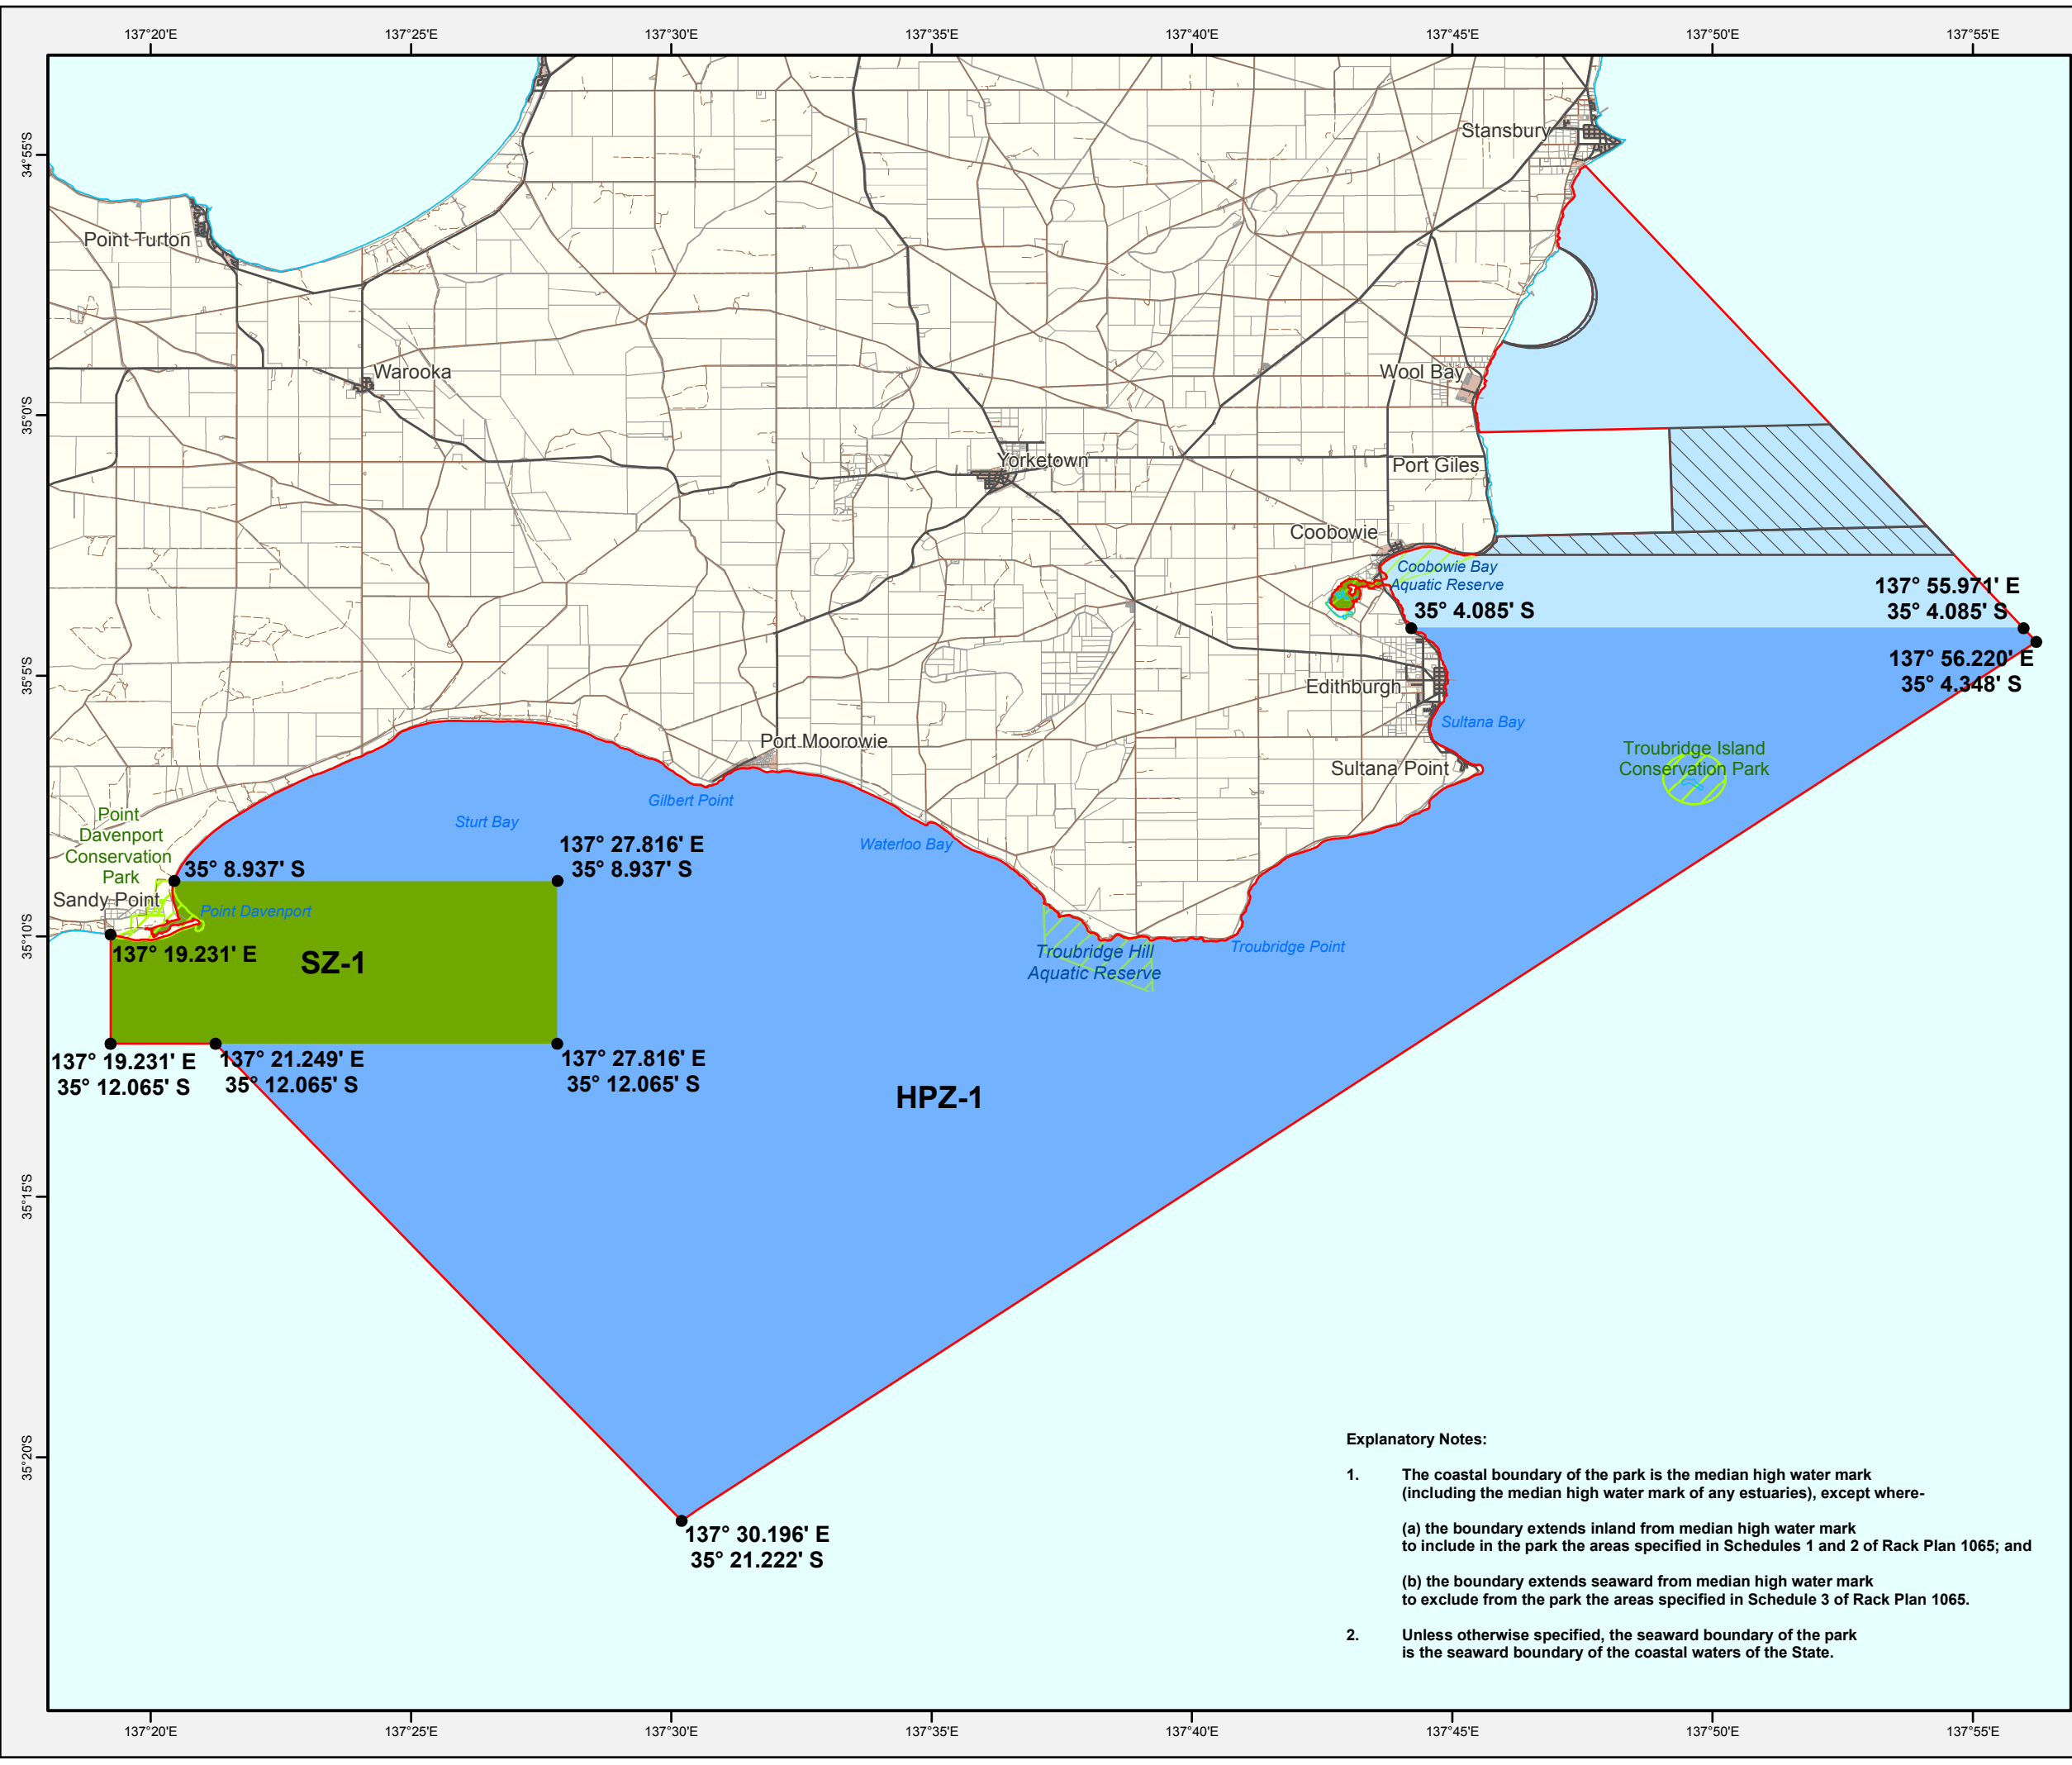 137°20'E
137°25'E
137°30'E
137°35'E
137°40'E
137°45'E
137°50'E
137°55'E
34°55'S
35°0'S
35°5'S
35°10'S
35°15'S
35°20'S
Stansbury
Point Turton
Warooka
Wool Bay
Yorketown
Port Giles
Coobowie
Coobowie Bay
Aquatic Reserve
35° 4.085' S
137° 55.971' E
35° 4.085' S
137° 56.220' E
35° 4.348' S
Edithburgh
Sultana Bay
Port Moorowie
Sultana Point
Troubridge Island
Conservation Park
Gilbert Point
Sturt Bay
Waterloo Bay
Point
Davenport
Conservation
Park
Sandy Point
35° 8.937' S
137° 27.816' E
35° 8.937' S
Point Davenport
137° 19.231' E
SZ-1
Troubridge Hill
Aquatic Reserve
Troubridge Point
137° 19.231' E
35° 12.065' S
137° 21.249' E
35° 12.065' S
137° 27.816' E
35° 12.065' S
HPZ-1
137° 30.196' E
35° 21.222' S
Explanatory Notes:
1. The coastal boundary of the park is the median high water mark
(including the median high water mark of any estuaries), except where-
(a) the boundary extends inland from median high water mark
to include in the park the areas specified in Schedules 1 and 2 of Rack Plan 1065; and
(b) the boundary extends seaward from median high water mark
to exclude from the park the areas specified in Schedule 3 of Rack Plan 1065.
2. Unless otherwise specified, the seaward boundary of the park
is the seaward boundary of the coastal waters of the State.
137°20'E
137°25'E
137°30'E
137°35'E
137°40'E
137°45'E
137°50'E
137°55'E